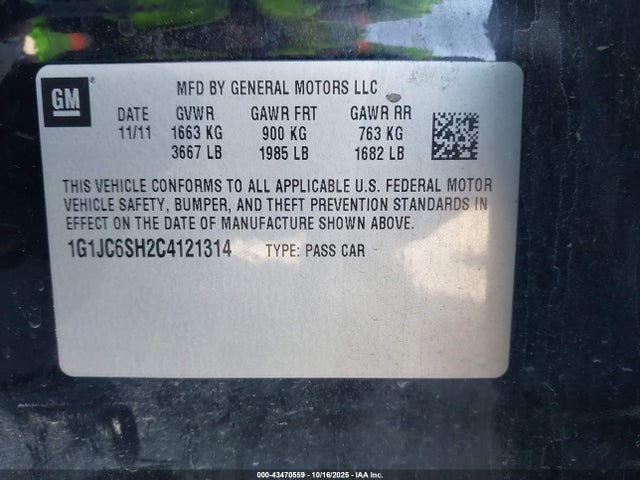 GM ®
MFD BY GENERAL MOTORS LLC
DATE GVWR GAWR FRT GAWR RR
11/11 1663 KG 900 KG 763 KG
3667 LB 1985 LB 1682 LB
THIS VEHICLE CONFORMS TO ALL APPLICABLE U.S. FEDERAL MOTOR
VEHICLE SAFETY, BUMPER, AND THEFT PREVENTION STANDARDS IN
EFFECT ON THE DATE OF MANUFACTURE SHOWN ABOVE.
1G1JC6SH2C4121314 TYPE: PASS CAR
000-43470559 - 10/16/2025 - IAA Inc.